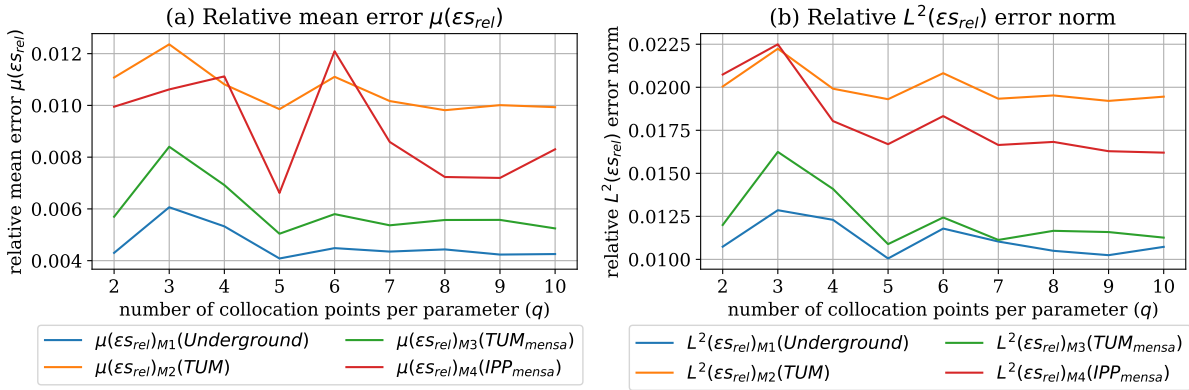 (a) Relative mean error μ(εs_rel)
relative mean error μ(εs_rel)
0.012
0.010
0.008
0.006
0.004
2 3 4 5 6 7 8 9 10
number of collocation points per parameter (q)
μ(εs_rel)_M1(Underground)
μ(εs_rel)_M2(TUM)
μ(εs_rel)_M3(TUM_mensa)
μ(εs_rel)_M4(IPP_mensa)
(b) Relative L²(εs_rel) error norm
relative L²(εs_rel) error norm
0.0225
0.0200
0.0175
0.0150
0.0125
0.0100
2 3 4 5 6 7 8 9 10
number of collocation points per parameter (q)
L²(εs_rel)_M1(Underground)
L²(εs_rel)_M2(TUM)
L²(εs_rel)_M3(TUM_mensa)
L²(εs_rel)_M4(IPP_mensa)